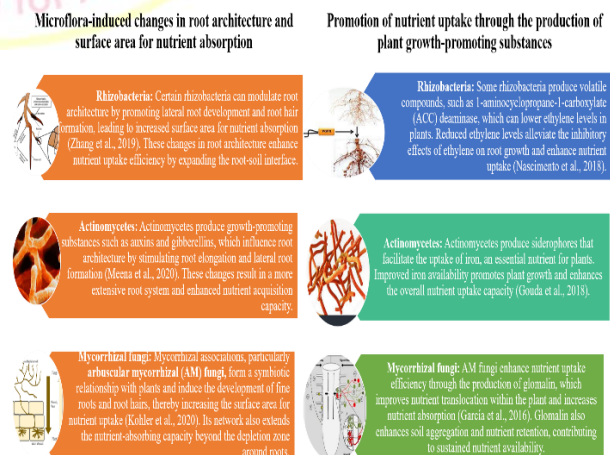 for
Microflora-induced changes in root architecture and
surface area for nutrient absorption
Rhizobacteria: Certain rhizobacteria can modulate root
architecture by promoting lateral root development and root hair
formation, leading to increased surface area for nutrient absorption
(Zhang et al., 2019). These changes in root architecture enhance
nutrient uptake efficiency by expanding the root-soil interface.
Actinomycetes: Actinomycetes produce growth-promoting
substances such as auxins and gibberellins, which influence root
architecture by stimulating root elongation and lateral root
formation (Meena et al., 2020). These changes result in a more
extensive root system and enhanced nutrient acquisition
capacity.
Mycorrhizal fungi: Mycorrhizal associations, particularly
arbuscular mycorrhizal (AM) fungi, form a symbiotic
relationship with plants and induce the development of fine
roots and root hairs, thereby increasing the surface area for
nutrient uptake (Kohler et al., 2020). Its network also extends
the nutrient-absorbing capacity beyond the depletion zone
around roots.
Promotion of nutrient uptake through the production of
plant growth-promoting substances
Rhizobacteria: Some rhizobacteria produce volatile
compounds, such as 1-aminocyclopropane-1-carboxylate
(ACC) deaminase, which can lower ethylene levels in
plants. Reduced ethylene levels alleviate the inhibitory
effects of ethylene on root growth and enhance nutrient
uptake (Nascimento et al., 2018).
Actinomycetes: Actinomycetes produce siderophores that
facilitate the uptake of iron, an essential nutrient for plants.
Improved iron availability promotes plant growth and enhances
the overall nutrient uptake capacity (Gouda et al., 2018).
Mycorrhizal fungi: AM fungi enhance nutrient uptake
efficiency through the production of glomalin, which
improves nutrient translocation within the plant and increases
nutrient absorption (Garcia et al., 2016). Glomalin also
enhances soil aggregation and nutrient retention, contributing
to sustained nutrient availability.